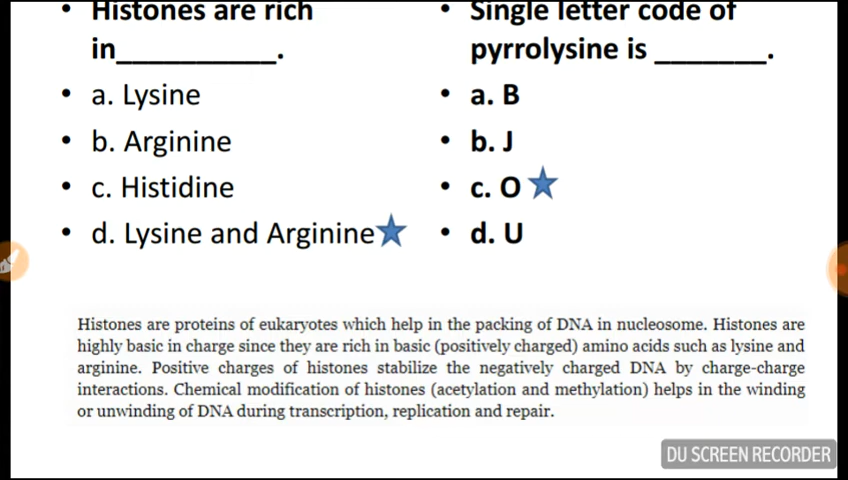 • Histones are rich
in__________.
• a. Lysine
• b. Arginine
• c. Histidine
• d. Lysine and Arginine
• Single letter code of
pyrrolysine is _______.
• a. B
• b. J
• c. O
• d. U
Histones are proteins of eukaryotes which help in the packing of DNA in nucleosome. Histones are
highly basic in charge since they are rich in basic (positively charged) amino acids such as lysine and
arginine. Positive charges of histones stabilize the negatively charged DNA by charge-charge
interactions. Chemical modification of histones (acetylation and methylation) helps in the winding
or unwinding of DNA during transcription, replication and repair.
DU SCREEN RECORDER